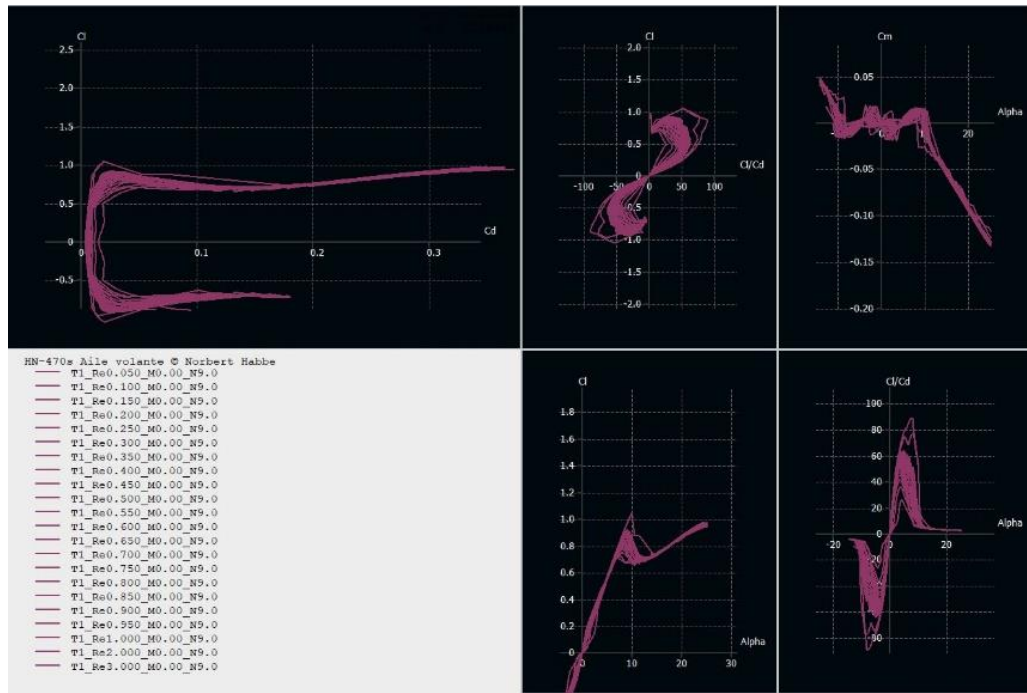 Cl
2.5
2.0
1.5
1.0
0.5
0
-0.5
0.1
0.2
0.3
Cd
Cl
2.0
1.0
0.5
0.5
-1.0
-2.0
-100
-50
0
50
100
Cl/Cd
Cm
0.05
-0.05
-0.10
-0.15
-0.20
0
10
20
Alpha
HN-470s Aile volante © Norbert Habbe
T1_Re0.050_M0.00_N9.0
T1_Re0.100_M0.00_N9.0
T1_Re0.150_M0.00_N9.0
T1_Re0.200_M0.00_N9.0
T1_Re0.250_M0.00_N9.0
T1_Re0.300_M0.00_N9.0
T1_Re0.350_M0.00_N9.0
T1_Re0.400_M0.00_N9.0
T1_Re0.450_M0.00_N9.0
T1_Re0.500_M0.00_N9.0
T1_Re0.550_M0.00_N9.0
T1_Re0.600_M0.00_N9.0
T1_Re0.650_M0.00_N9.0
T1_Re0.700_M0.00_N9.0
T1_Re0.750_M0.00_N9.0
T1_Re0.800_M0.00_N9.0
T1_Re0.850_M0.00_N9.0
T1_Re0.900_M0.00_N9.0
T1_Re0.950_M0.00_N9.0
T1_Re1.000_M0.00_N9.0
T1_Re2.000_M0.00_N9.0
T1_Re3.000_M0.00_N9.0
Cl
1.8
1.6
1.4
1.2
1.0
0.8
0.6
0.4
0.2
0
0
10
20
30
Alpha
Cl/Cd
100
80
60
40
20
0
-20
0
20
20
80
Alpha